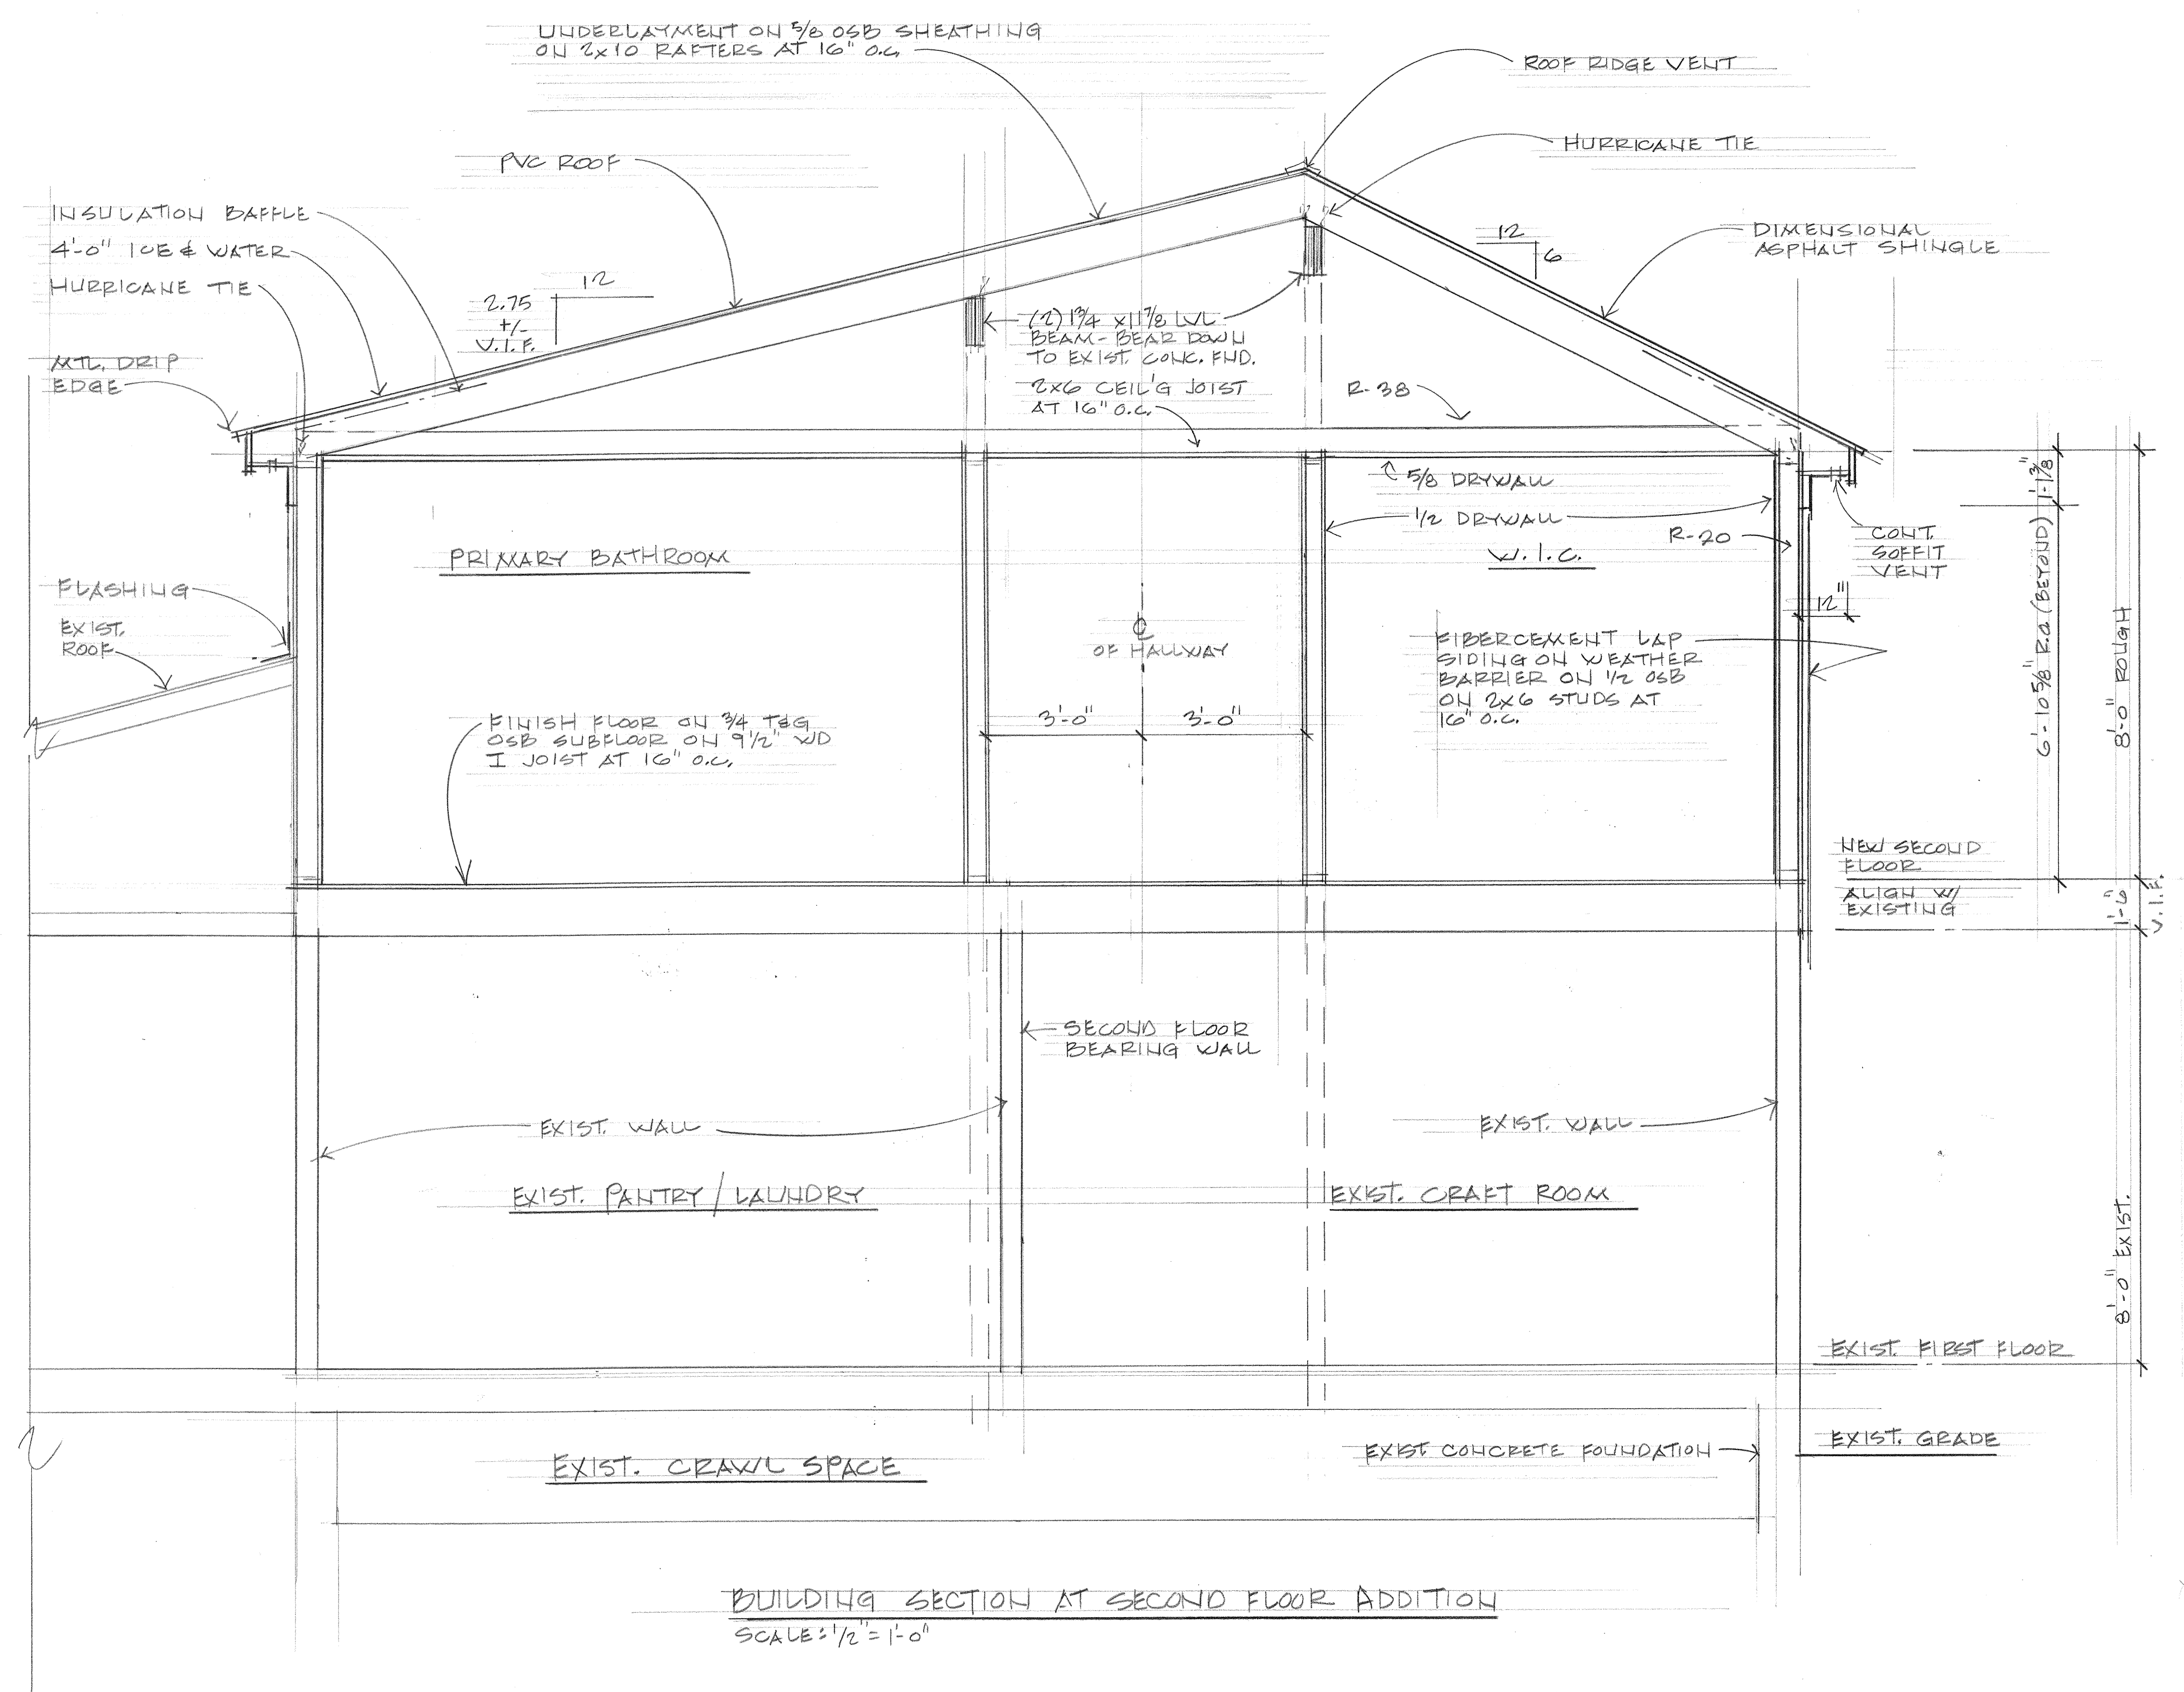 UNDERLAYMENT ON 5/8 OSB SHEATHING
ON 2x10 RAFTERS AT 16" O.C.
ROOF RIDGE VENT
HURRICANE TIE
PVC ROOF
INSULATION BAFFLE
4'-0" ICE & WATER
HURRICANE TIE
MTL. DRIP
EDGE
12
2.75
+/-
V.I.F.
12
6
DIMENSIONAL
ASPHALT SHINGLE
(2) 1 3/4 x 11 7/8 LVL
BEAM - BEAR DOWN
TO EXIST. CONC. FND.
2x6 CEIL'G JOIST
AT 16" O.C.
R-38
5/8 DRYWALL
1/2 DRYWALL
R-20
W.I.C.
CONT.
SOFFIT
VENT
12"
PRIMARY BATHROOM
FLASHING
EXIST.
ROOF
℄
OF HALLWAY
3'-0"
3'-0"
FIBERCEMENT LAP
SIDING ON WEATHER
BARRIER ON 1/2 OSB
ON 2x6 STUDS AT
16" O.C.
FINISH FLOOR ON 3/4 T&G
OSB SUBFLOOR ON 9 1/2" WD
I JOIST AT 16" O.C.
1'-1 3/8"
6'-10 5/8" R.O. (BEYOND)
8'-0" ROUGH
NEW SECOND
FLOOR
ALIGN W/
EXISTING
1'-6"
V.I.F.
SECOND FLOOR
BEARING WALL
EXIST. WALL
EXIST. WALL
EXIST. PANTRY/LAUNDRY
EXIST. CRAFT ROOM
8'-0" EXIST.
EXIST. FIRST FLOOR
EXIST. GRADE
EXIST CONCRETE FOUNDATION
EXIST. CRAWL SPACE
BUILDING SECTION AT SECOND FLOOR ADDITION
SCALE: 1/2" = 1'-0"